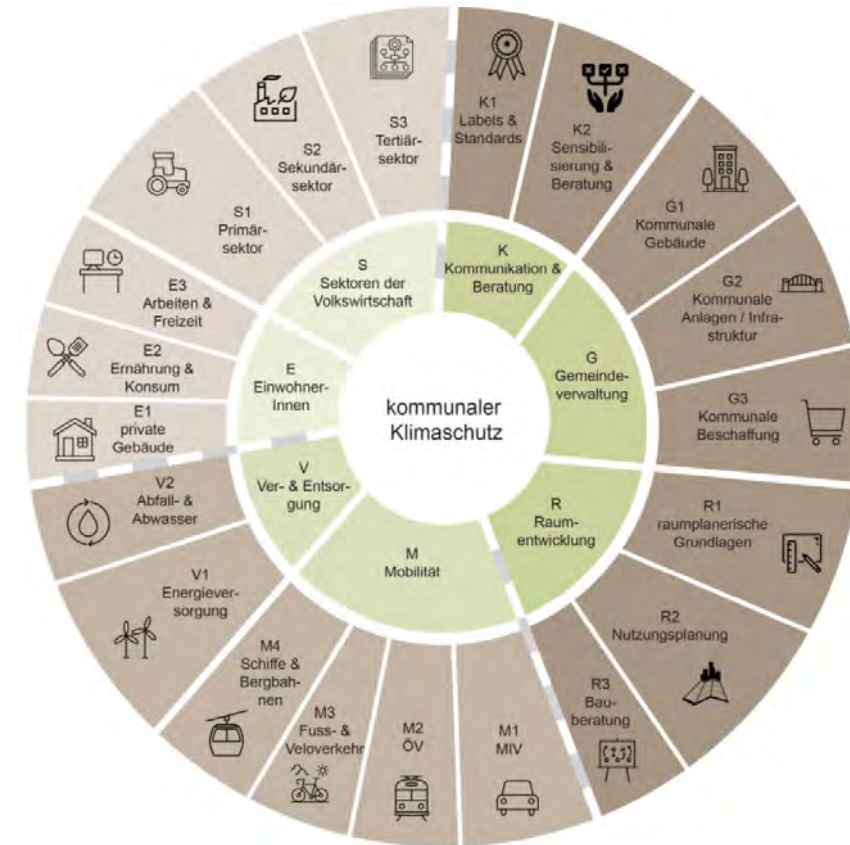 kommunaler
Klimaschutz
K
Kommunikation &
Beratung
G
Gemeinde-
verwaltung
R
Raum-
entwicklung
M
Mobilität
V
Ver- & Entsor-
gung
E
Einwohner-
Innen
S
Sektoren der
Volkswirtschaft
K1
Labels &
Standards
K2
Sensibili-
sierung &
Beratung
G1
Kommunale
Gebäude
G2
Kommunale
Anlagen / Infra-
struktur
G3
Kommunale
Beschaffung
R1
raumplanerische
Grundlagen
R2
Nutzungsplanung
R3
Bau-
beratung
M1
MIV
M2
ÖV
M3
Fuss- &
Veloverkehr
M4
Schiffe &
Bergbah-
nen
V1
Energiever-
sorgung
V2
Abfall- &
Abwasser
E1
private
Gebäude
E2
Ernährung &
Konsum
E3
Arbeiten &
Freizeit
S1
Primär-
sektor
S2
Sekundär-
sektor
S3
Tertiär-
sektor